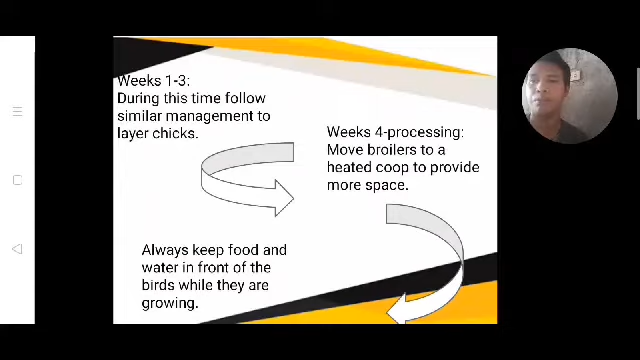 Weeks 1-3:
During this time follow
similar management to
layer chicks.
Weeks 4-processing:
Move broilers to a
heated coop to provide
more space.
Always keep food and
water in front of the
birds while they are
growing.